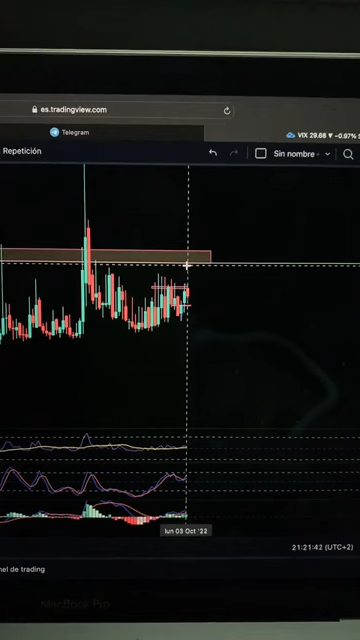 es.tradingview.com
Telegram
VIX 29.68 ▼ −0.97%
Repetición
Sin nombre
lun 03 Oct '22
21:21:42 (UTC+2)
nel de trading
MacBook Pro